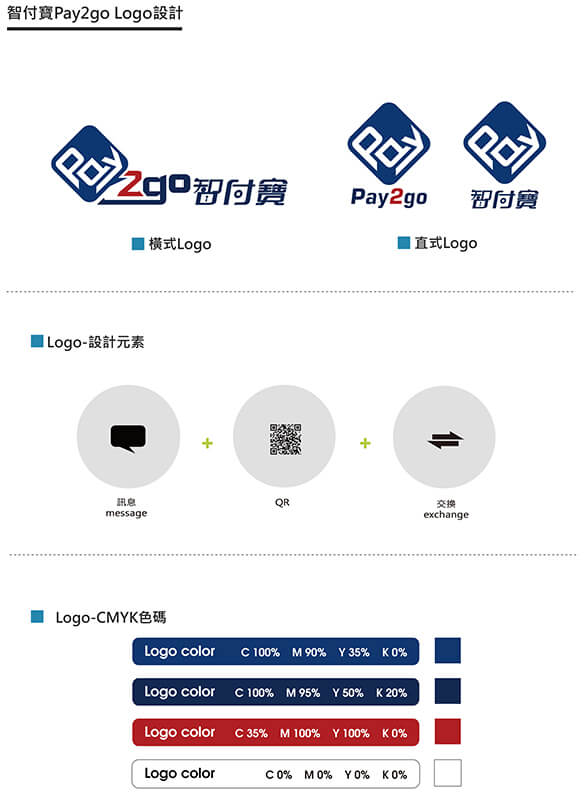 智付寶Pay2go Logo設計
Pay2go智付寶
Pay
Pay2go
Pay
智付寶
橫式Logo
直式Logo
Logo-設計元素
訊息
message
QR
交換
exchange
Logo-CMYK色碼
Logo color C 100% M 90% Y 35% K 0%
Logo color C 100% M 95% Y 50% K 20%
Logo color C 35% M 100% Y 100% K 0%
Logo color C 0% M 0% Y 0% K 0%